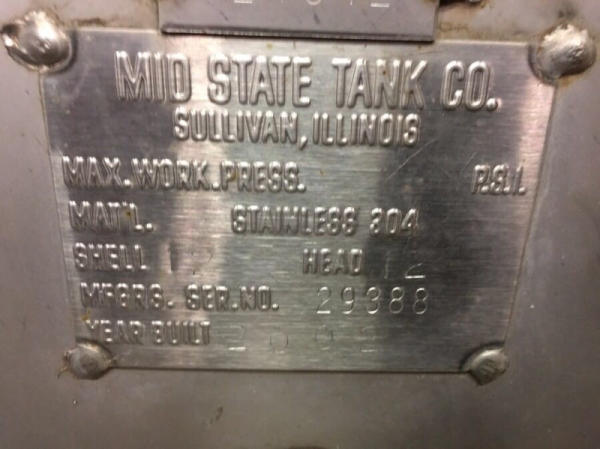 MID STATE TANK CO.
SULLIVAN, ILLINOIS
MAX. WORK. PRESS. P.S.I.
MAT'L. STAINLESS 304
SHELL 12 HEAD 12
MFGRS. SER. NO. 29388
YEAR BUILT